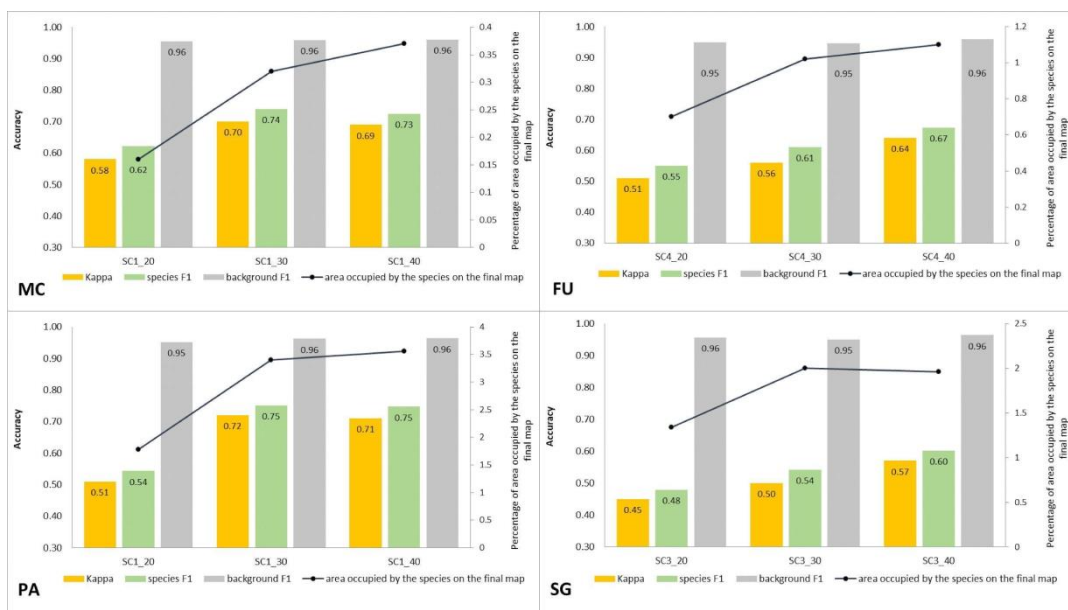 1.00
0.90
0.80
0.70
0.60
0.50
0.40
0.30
Accuracy
0.58
0.62
0.96
0.70
0.74
0.96
0.69
0.73
0.96
0.4
0.35
0.3
0.25
0.2
0.15
0.1
0.05
0
Percentage of area occupied by the species on the
final map
SC1_20
SC1_30
SC1_40
Kappa
species F1
background F1
area occupied by the species on the final map
MC
1.00
0.90
0.80
0.70
0.60
0.50
0.40
0.30
Accuracy
0.51
0.55
0.95
0.56
0.61
0.95
0.64
0.67
0.96
1.2
1
0.8
0.6
0.4
0.2
0
Percentage of area occupied by the species on the
final map
SC4_20
SC4_30
SC4_40
Kappa
species F1
background F1
area occupied by the species on the final map
FU
1.00
0.90
0.80
0.70
0.60
0.50
0.40
0.30
Accuracy
0.51
0.54
0.95
0.72
0.75
0.96
0.71
0.75
0.96
4
3.5
3
2.5
2
1.5
1
0.5
0
Percentage of area occupied by the species on the
final map
SC1_20
SC1_30
SC1_40
Kappa
species F1
background F1
area occupied by the species on the final map
PA
1.00
0.90
0.80
0.70
0.60
0.50
0.40
0.30
Accuracy
0.45
0.48
0.96
0.50
0.54
0.95
0.57
0.60
0.96
2.5
2
1.5
1
0.5
0
Percentage of area occupied by the species on the
final map
SC3_20
SC3_30
SC3_40
Kappa
species F1
background F1
area occupied by the species on the final map
SG